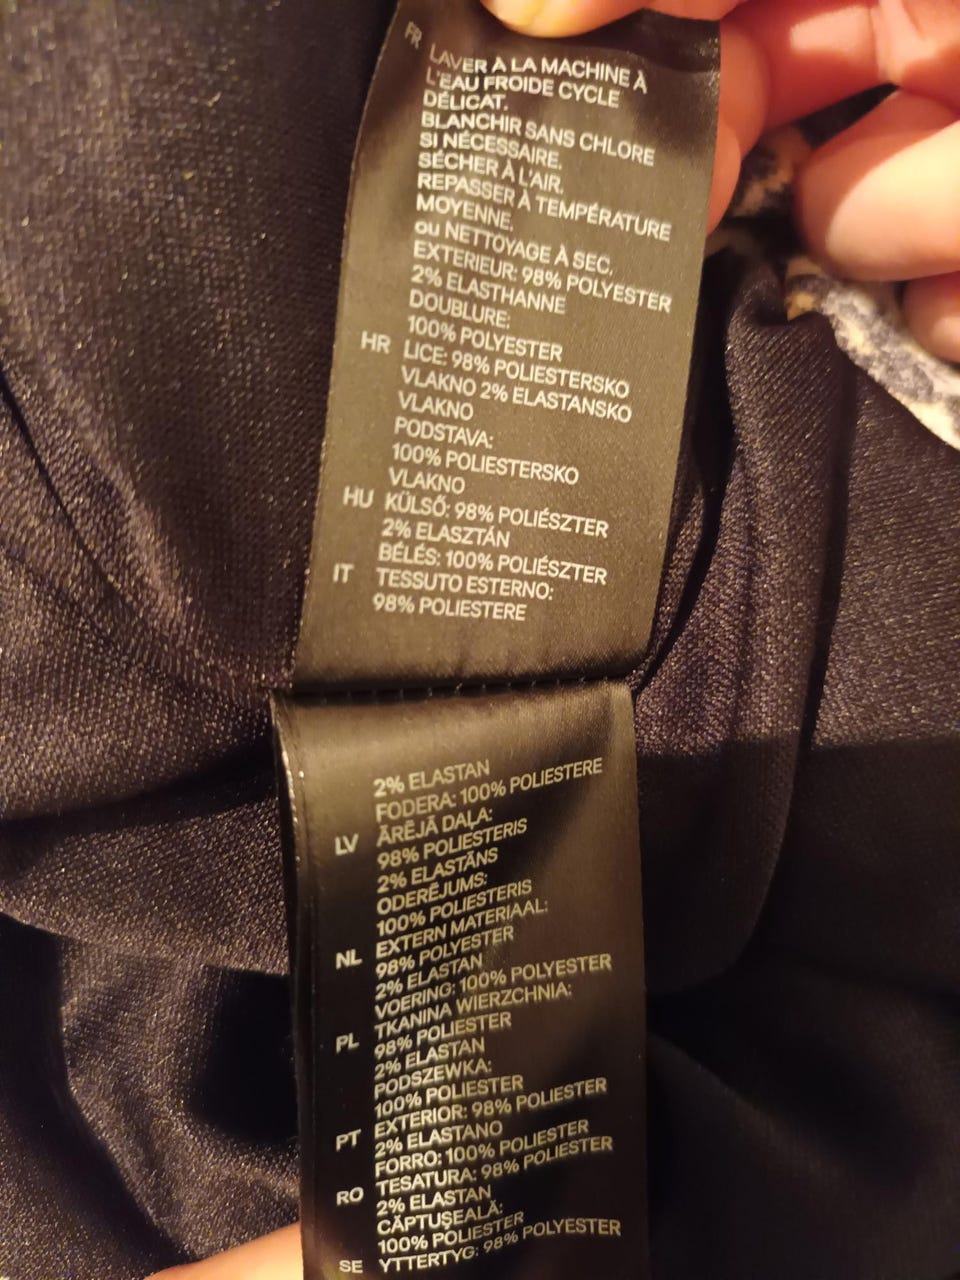 FR LAVER À LA MACHINE À
L'EAU FROIDE CYCLE
DÉLICAT.
BLANCHIR SANS CHLORE
SI NÉCESSAIRE.
SÉCHER À L'AIR.
REPASSER À TEMPÉRATURE
MOYENNE.
ou NETTOYAGE À SEC.
EXTERIEUR: 98% POLYESTER
2% ELASTHANNE
DOUBLURE:
100% POLYESTER
HR LICE: 98% POLIESTERSKO
VLAKNO 2% ELASTANSKO
VLAKNO
PODSTAVA:
100% POLIESTERSKO
VLAKNO
HU KÜLSŐ: 98% POLIÉSZTER
2% ELASZTÁN
BÉLÉS: 100% POLIÉSZTER
IT TESSUTO ESTERNO:
98% POLIESTERE
2% ELASTAN
FODERA: 100% POLIESTERE
LV ĀRĒJĀ DAĻA:
98% POLIESTERIS
2% ELASTĀNS
ODERĒJUMS:
100% POLIESTERIS
NL EXTERN MATERIAAL:
98% POLYESTER
2% ELASTAN
VOERING: 100% POLYESTER
PL TKANINA WIERZCHNIA:
98% POLIESTER
2% ELASTAN
PODSZEWKA:
100% POLIESTER
PT EXTERIOR: 98% POLIESTER
2% ELASTANO
FORRO: 100% POLIESTER
RO TESATURA: 98% POLIESTER
2% ELASTAN
CĂPTUŞEALĂ:
100% POLIESTER
SE YTTERTYG: 98% POLYESTER